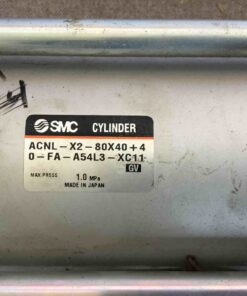 SMC CYLINDER
ACNL-X2-80X40+4
0-FA-A54L3-XC11
GV
MAX.PRESS 1.0 MPa
MADE IN JAPAN